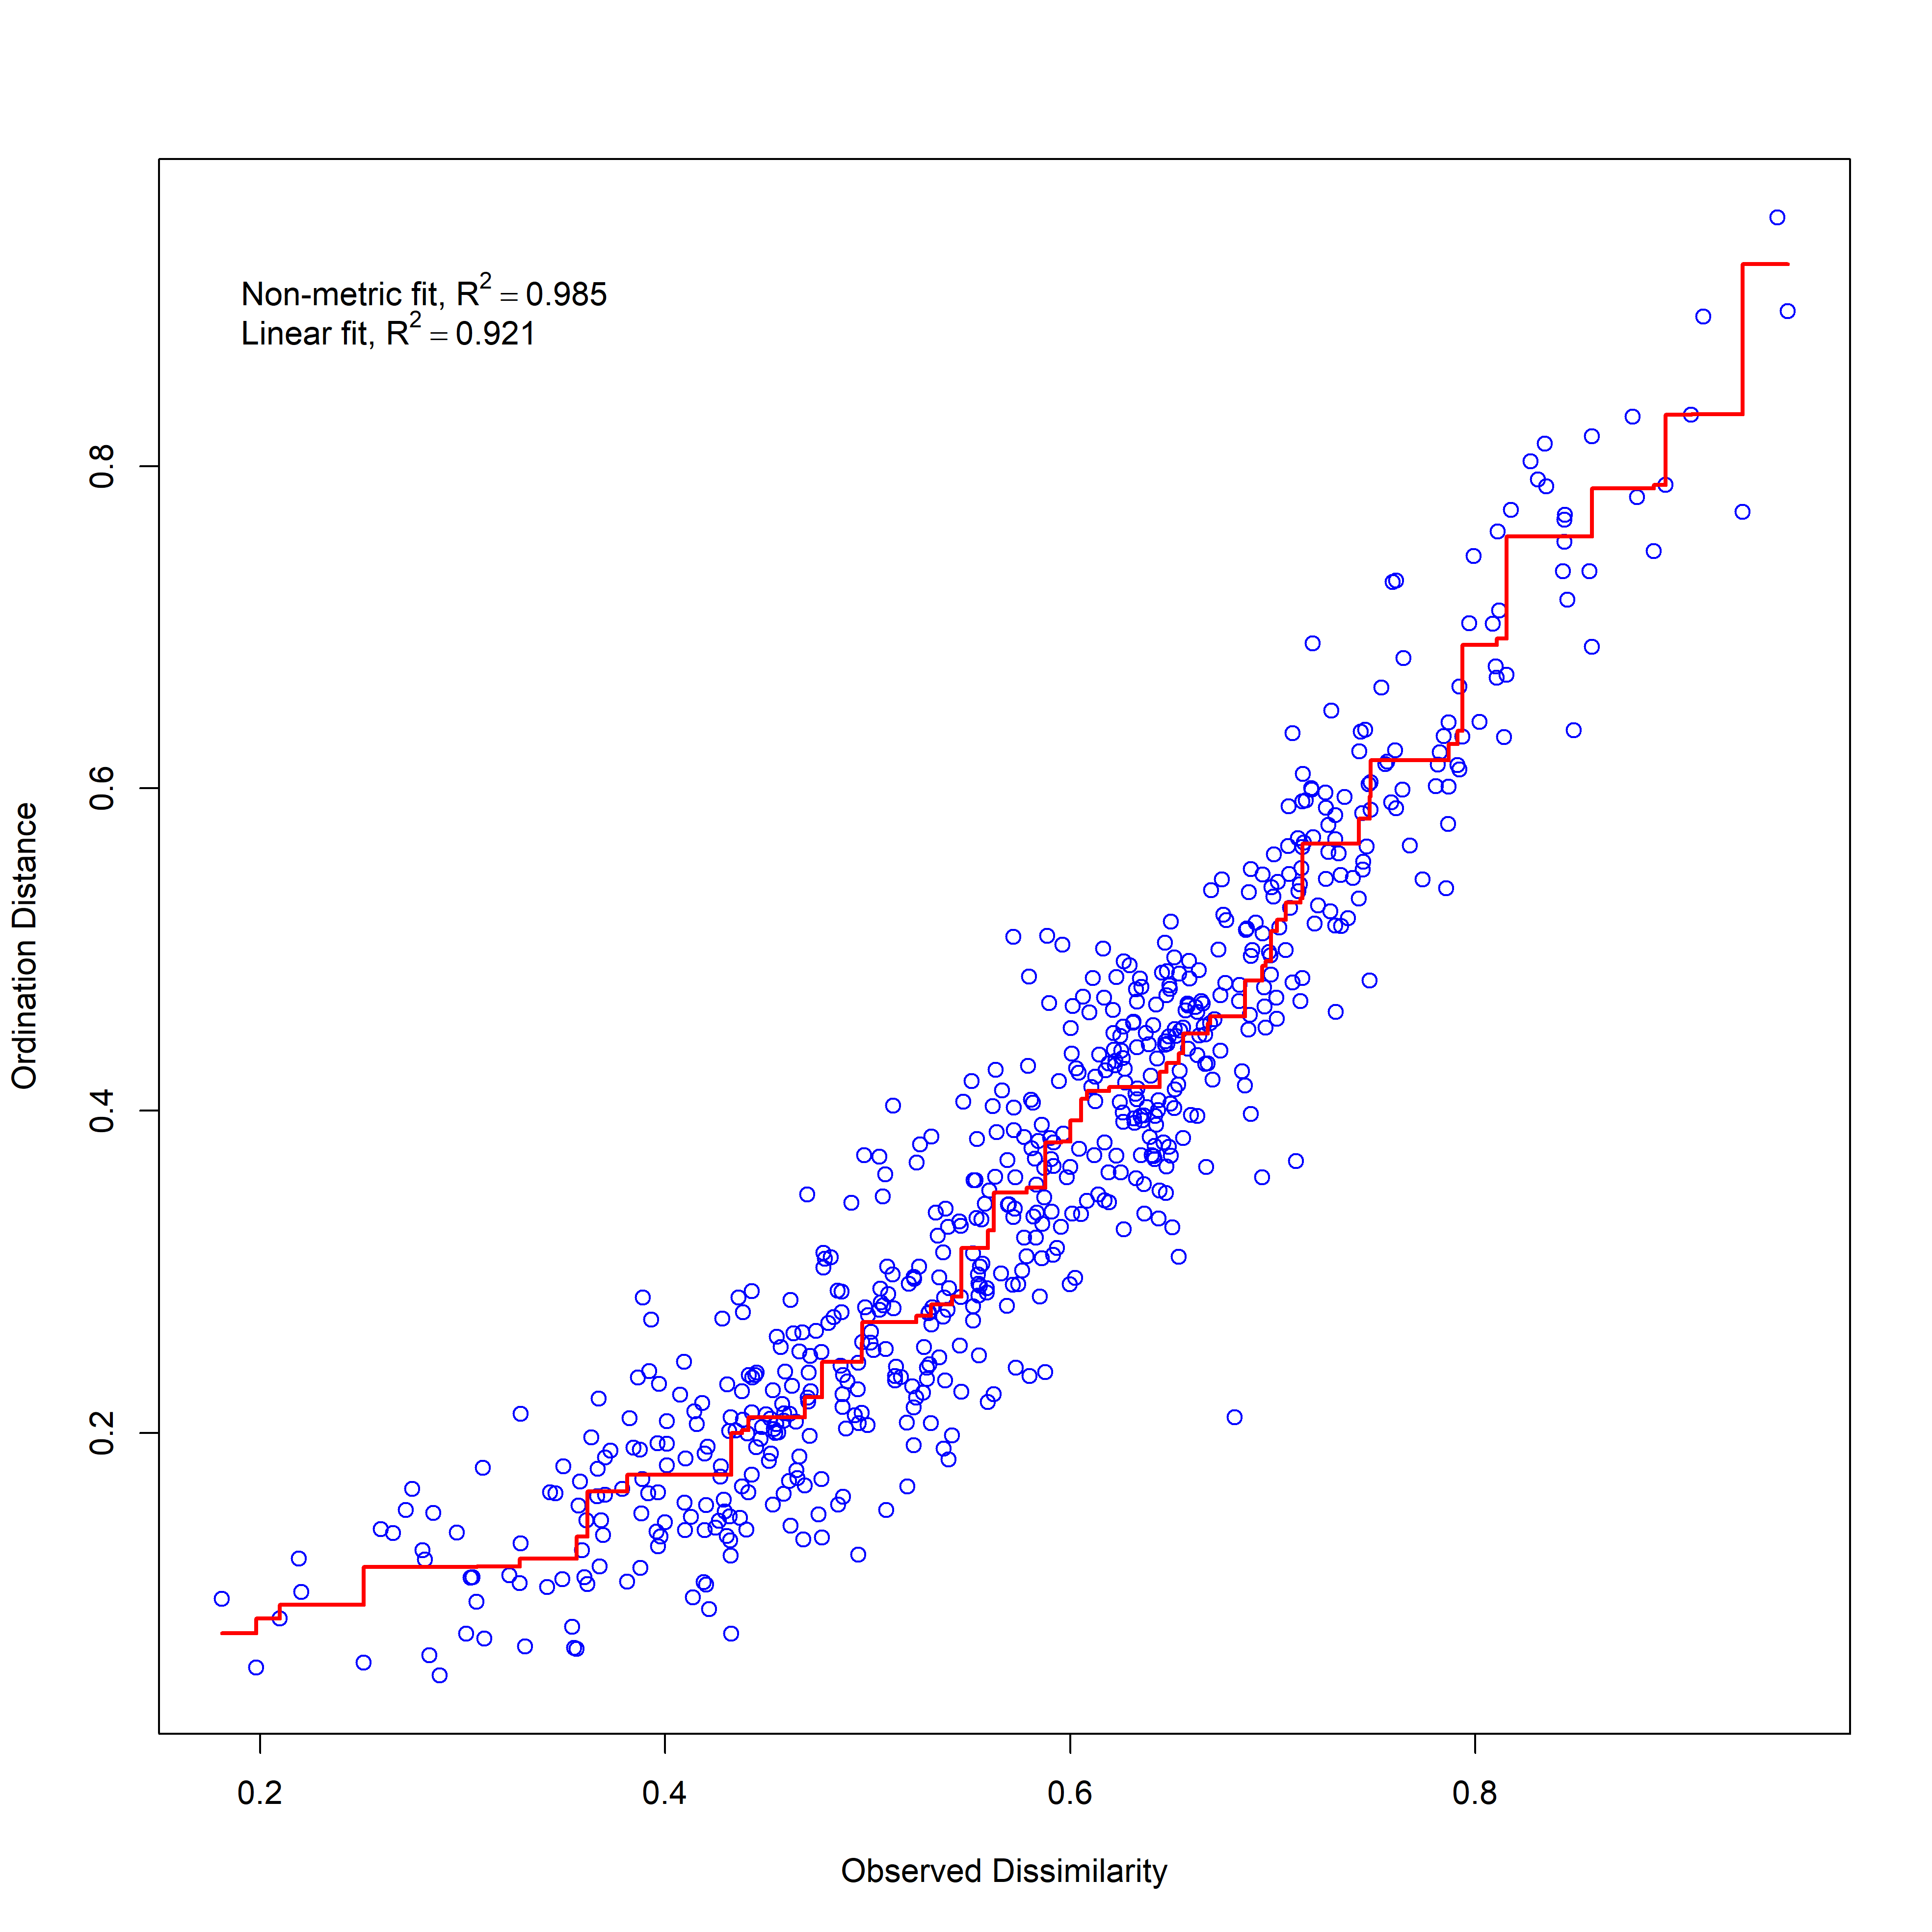 Non-metric fit, R² = 0.985
Linear fit, R² = 0.921
Ordination Distance
0.8
0.6
0.4
0.2
0.2 0.4 0.6 0.8
Observed Dissimilarity